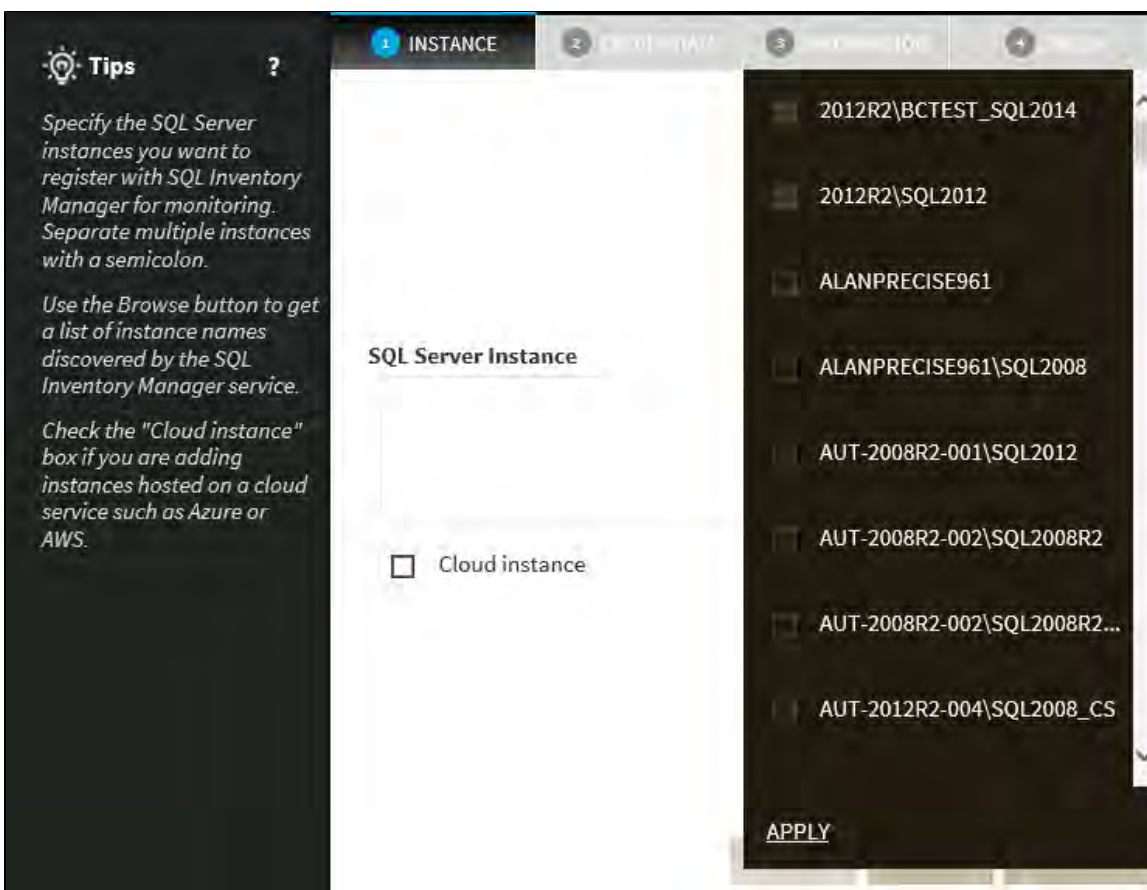 Tips ?
Specify the SQL Server
instances you want to
register with SQL Inventory
Manager for monitoring.
Separate multiple instances
with a semicolon.
Use the Browse button to get
a list of instance names
discovered by the SQL
Inventory Manager service.
Check the "Cloud instance"
box if you are adding
instances hosted on a cloud
service such as Azure or
AWS.
1 INSTANCE
2
3
4
SQL Server Instance
Cloud instance
2012R2\BCTEST_SQL2014
2012R2\SQL2012
ALANPRECISE961
ALANPRECISE961\SQL2008
AUT-2008R2-001\SQL2012
AUT-2008R2-002\SQL2008R2
AUT-2008R2-002\SQL2008R2...
AUT-2012R2-004\SQL2008_CS
APPLY